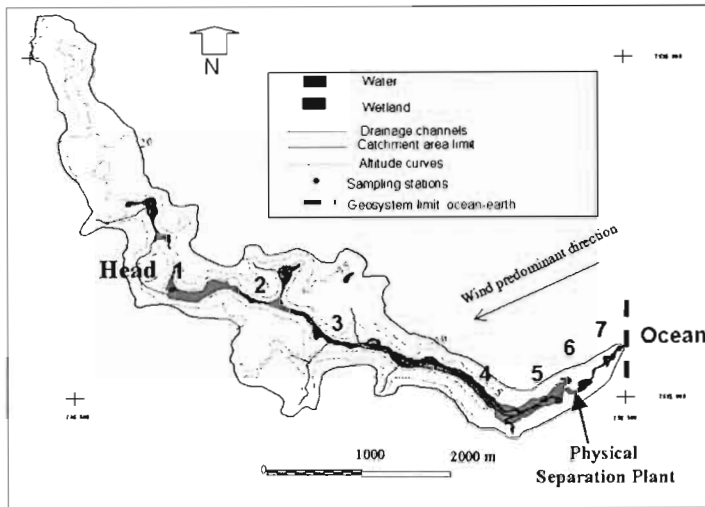 N
Water
Wetland
Drainage channels
Catchment area limit
Altitude curves
Sampling stations
Geosystem limit ocean-earth
Wind predominant direction
Head
1
2
3
4
5
6
7
Ocean
Physical
Separation Plant
0
1000
2000 m